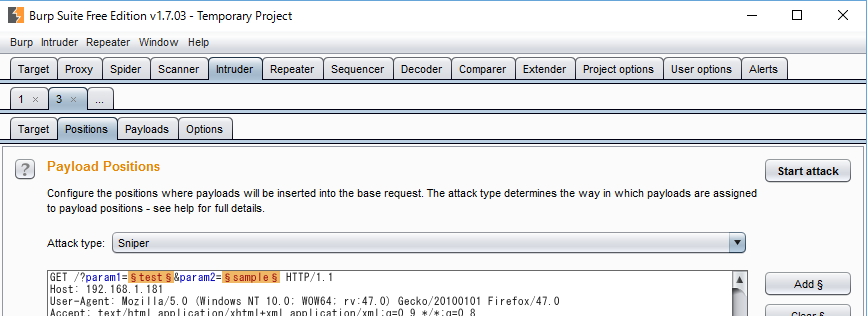 Burp Suite Free Edition v1.7.03 - Temporary Project
Burp Intruder Repeater Window Help
Target Proxy Spider Scanner Intruder Repeater Sequencer Decoder Comparer Extender Project options User options Alerts
1 × 3 × ...
Target Positions Payloads Options
? Payload Positions
Start attack
Configure the positions where payloads will be inserted into the base request. The attack type determines the way in which payloads are assigned
to payload positions - see help for full details.
Attack type: Sniper
GET /?param1=§test§&param2=§sample§ HTTP/1.1
Host: 192.168.1.181
User-Agent: Mozilla/5.0 (Windows NT 10.0; WOW64; rv:47.0) Gecko/20100101 Firefox/47.0
Accept: text/html,application/xhtml+xml,application/xml;q=0.9,*/*;q=0.8
Add §
Clear §